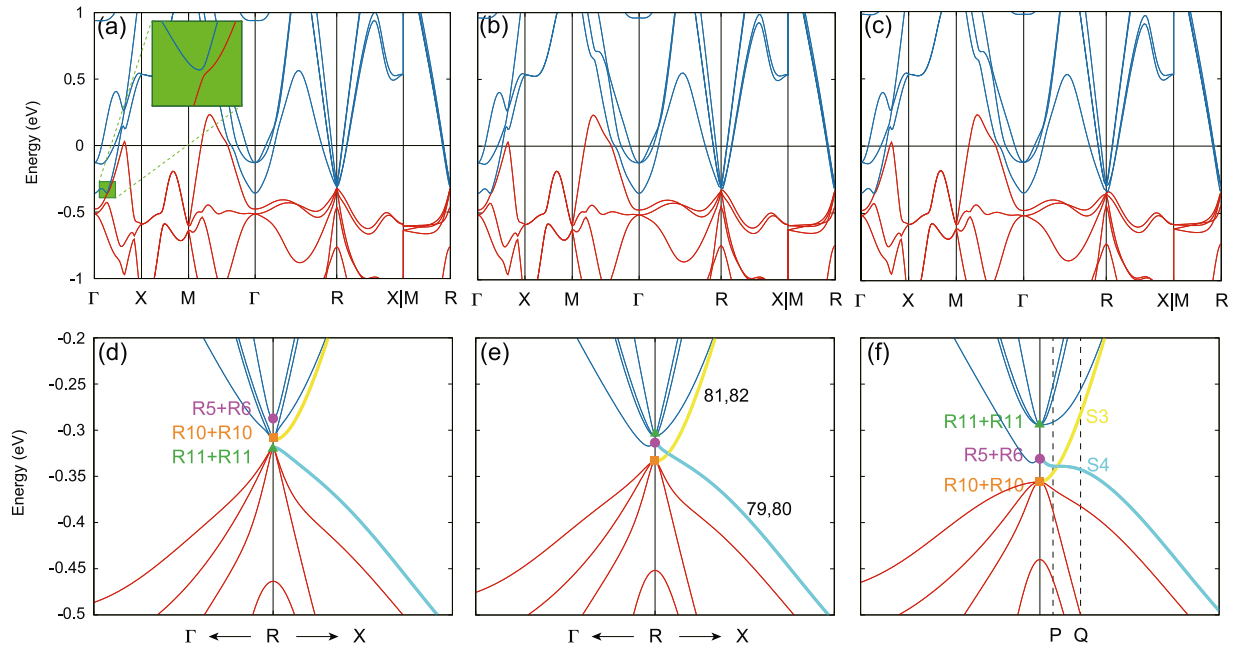 (a)
(b)
(c)
Energy (eV)
1
0.5
0
-0.5
-1
Γ X M Γ R X|M R
Γ X M Γ R X|M R
Γ X M Γ R X|M R
(d)
(e)
(f)
Energy (eV)
-0.2
-0.25
-0.3
-0.35
-0.4
-0.45
-0.5
R5+R6
R10+R10
R11+R11
81,82
79,80
R11+R11
R5+R6
R10+R10
S3
S4
Γ ← R → X
Γ ← R → X
P Q